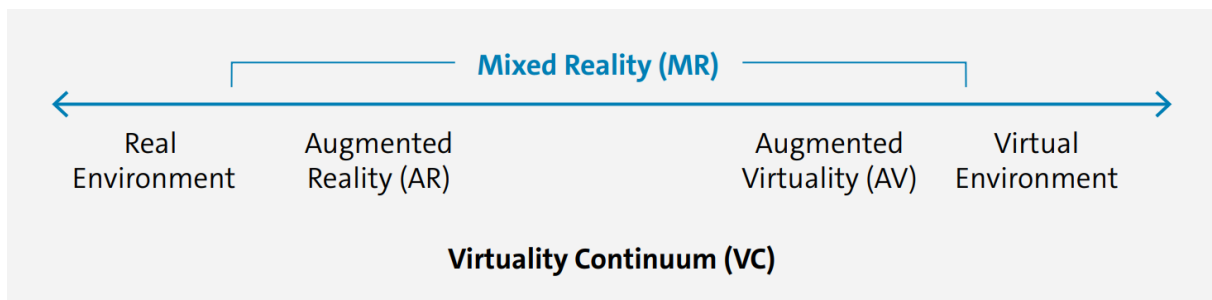 Mixed Reality (MR)
Real Environment
Augmented Reality (AR)
Augmented Virtuality (AV)
Virtual Environment
Virtuality Continuum (VC)